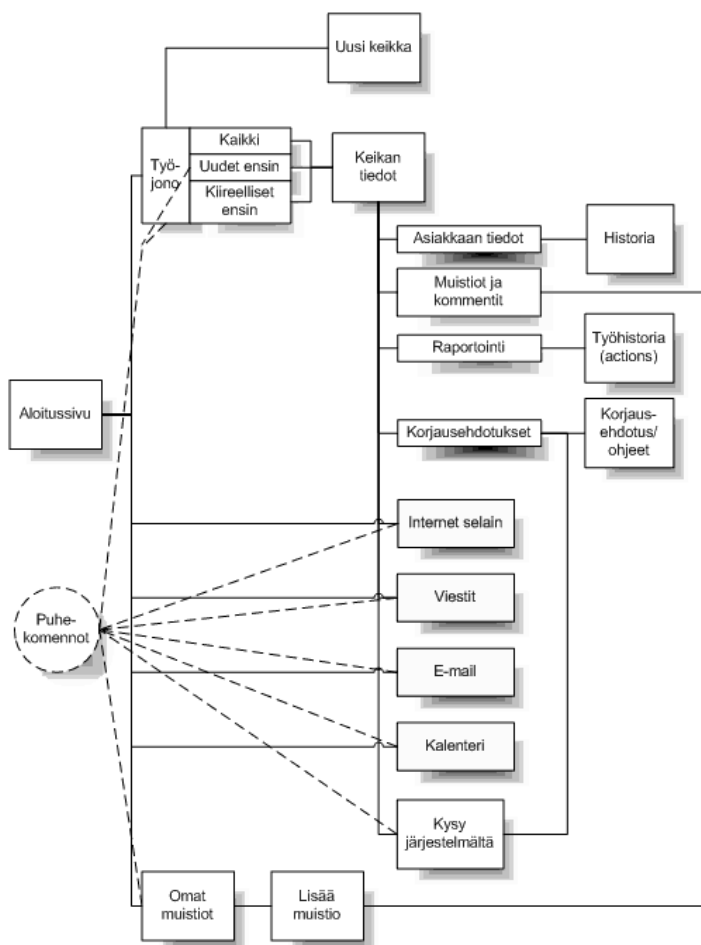 Uusi keikka
Työ-
jono
Kaikki
Uudet ensin
Kiireelliset
ensin
Keikan
tiedot
Asiakkaan tiedot
Historia
Muistiot ja
kommentit
Raportointi
Työhistoria
(actions)
Aloitussivu
Korjausehdotukset
Korjaus-
ehdotus/
ohjeet
Internet selain
Viestit
Puhe-
komennot
E-mail
Kalenteri
Kysy
järjestelmältä
Omat
muistiot
Lisää
muistio